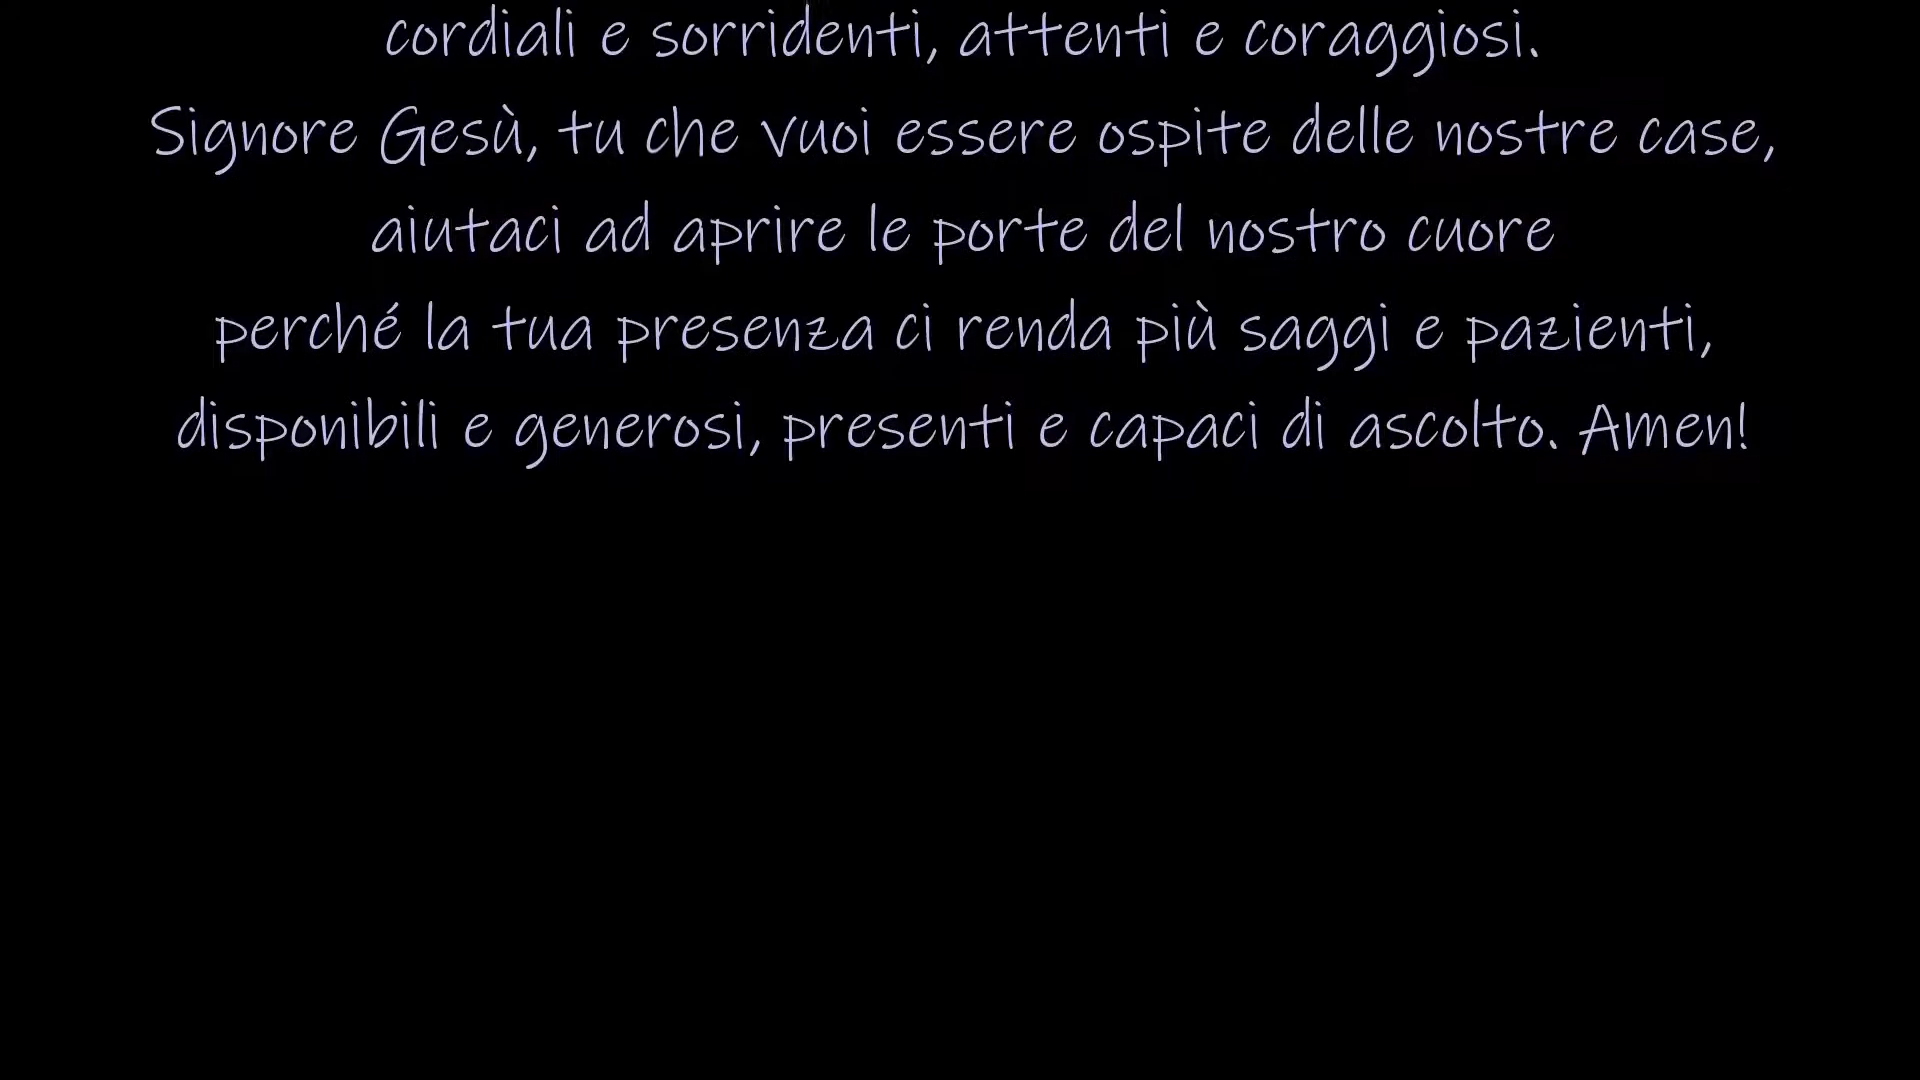 cordiali e sorridenti, attenti e coraggiosi.
Signore Gesù, tu che vuoi essere ospite delle nostre case,
aiutaci ad aprire le porte del nostro cuore
perché la tua presenza ci renda più saggi e pazienti,
disponibili e generosi, presenti e capaci di ascolto. Amen!